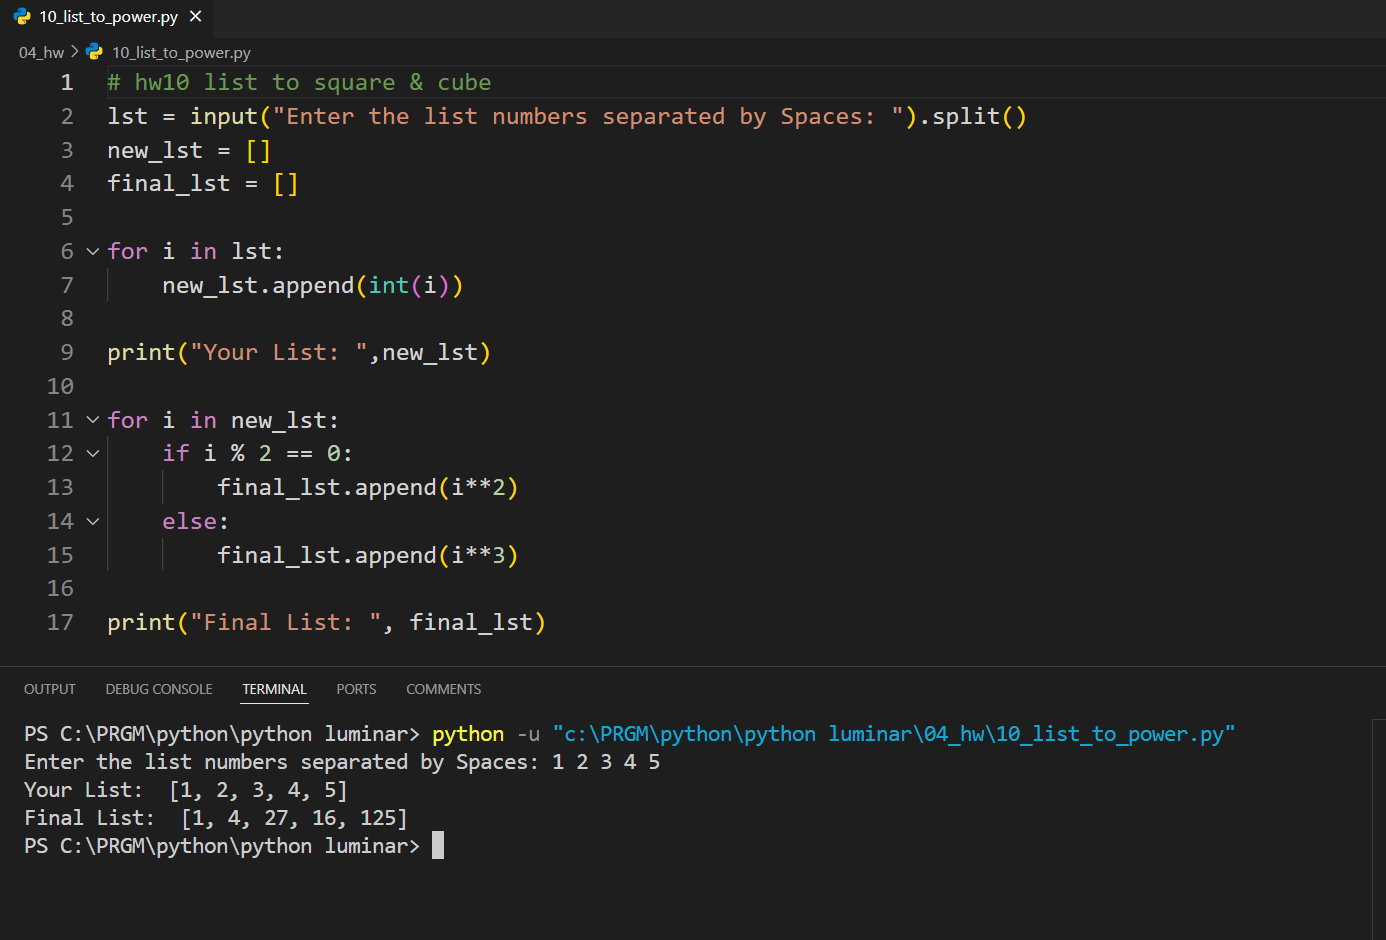 10_list_to_power.py
04_hw > 10_list_to_power.py
1 # hw10 list to square & cube
2 lst = input("Enter the list numbers separated by Spaces: ").split()
3 new_lst = []
4 final_lst = []
5
6 for i in lst:
7     new_lst.append(int(i))
8
9 print("Your List: ",new_lst)
10
11 for i in new_lst:
12     if i % 2 == 0:
13         final_lst.append(i**2)
14     else:
15         final_lst.append(i**3)
16
17 print("Final List: ", final_lst)
OUTPUT DEBUG CONSOLE TERMINAL PORTS COMMENTS
PS C:\PRGM\python\python luminar> python -u "c:\PRGM\python\python luminar\04_hw\10_list_to_power.py"
Enter the list numbers separated by Spaces: 1 2 3 4 5
Your List:  [1, 2, 3, 4, 5]
Final List:  [1, 4, 27, 16, 125]
PS C:\PRGM\python\python luminar>